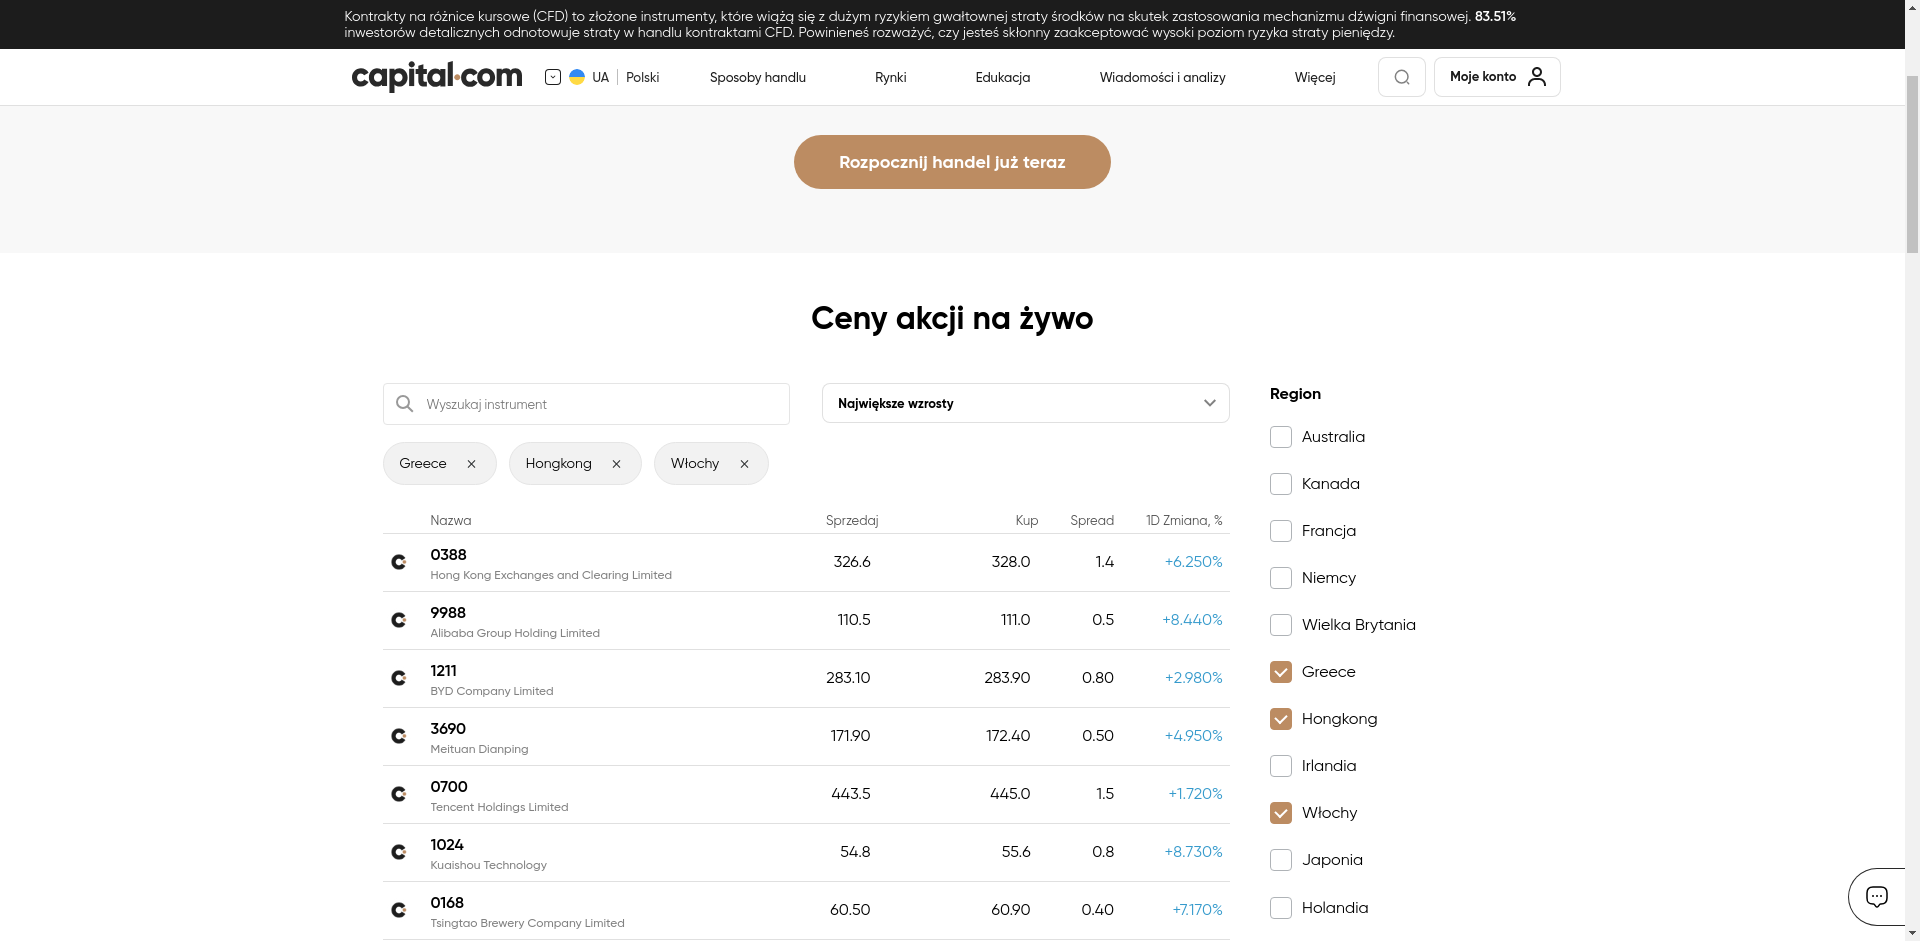 Kontrakty na różnice kursowe (CFD) to złożone instrumenty, które wiążą się z dużym ryzykiem gwałtownej straty środków na skutek zastosowania mechanizmu dźwigni finansowej. 83.51%
inwestorów detalicznych odnotowuje straty w handlu kontraktami CFD. Powinieneś rozważyć, czy jesteś skłonny zaakceptować wysoki poziom ryzyka straty pieniędzy.
capital.com UA Polski Sposoby handlu Rynki Edukacja Wiadomości i analizy Więcej Moje konto
Rozpocznij handel już teraz
Ceny akcji na żywo
Wyszukaj instrument Największe wzrosty
Greece Hongkong Włochy
Nazwa Sprzedaj Kup Spread 1D Zmiana, %
0388 326.6 328.0 1.4 +6.250%
Hong Kong Exchanges and Clearing Limited
9988 110.5 111.0 0.5 +8.440%
Alibaba Group Holding Limited
1211 283.10 283.90 0.80 +2.980%
BYD Company Limited
3690 171.90 172.40 0.50 +4.950%
Meituan Dianping
0700 443.5 445.0 1.5 +1.720%
Tencent Holdings Limited
1024 54.8 55.6 0.8 +8.730%
Kuaishou Technology
0168 60.50 60.90 0.40 +7.170%
Tsingtao Brewery Company Limited
Region
Australia
Kanada
Francja
Niemcy
Wielka Brytania
Greece
Hongkong
Irlandia
Włochy
Japonia
Holandia